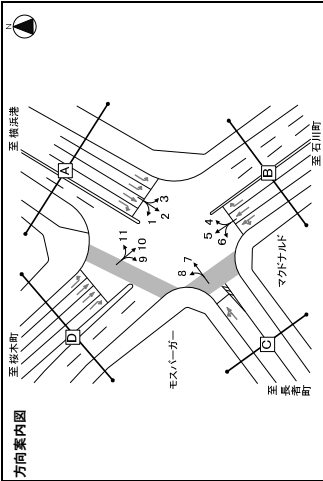 方向案内図
N
至 横浜港
至 石川町
至 桜木町
至 長者町
マクドナルド
モスバーガー
A
B
C
D
1
2
3
4
5
6
7
8
9
10
11